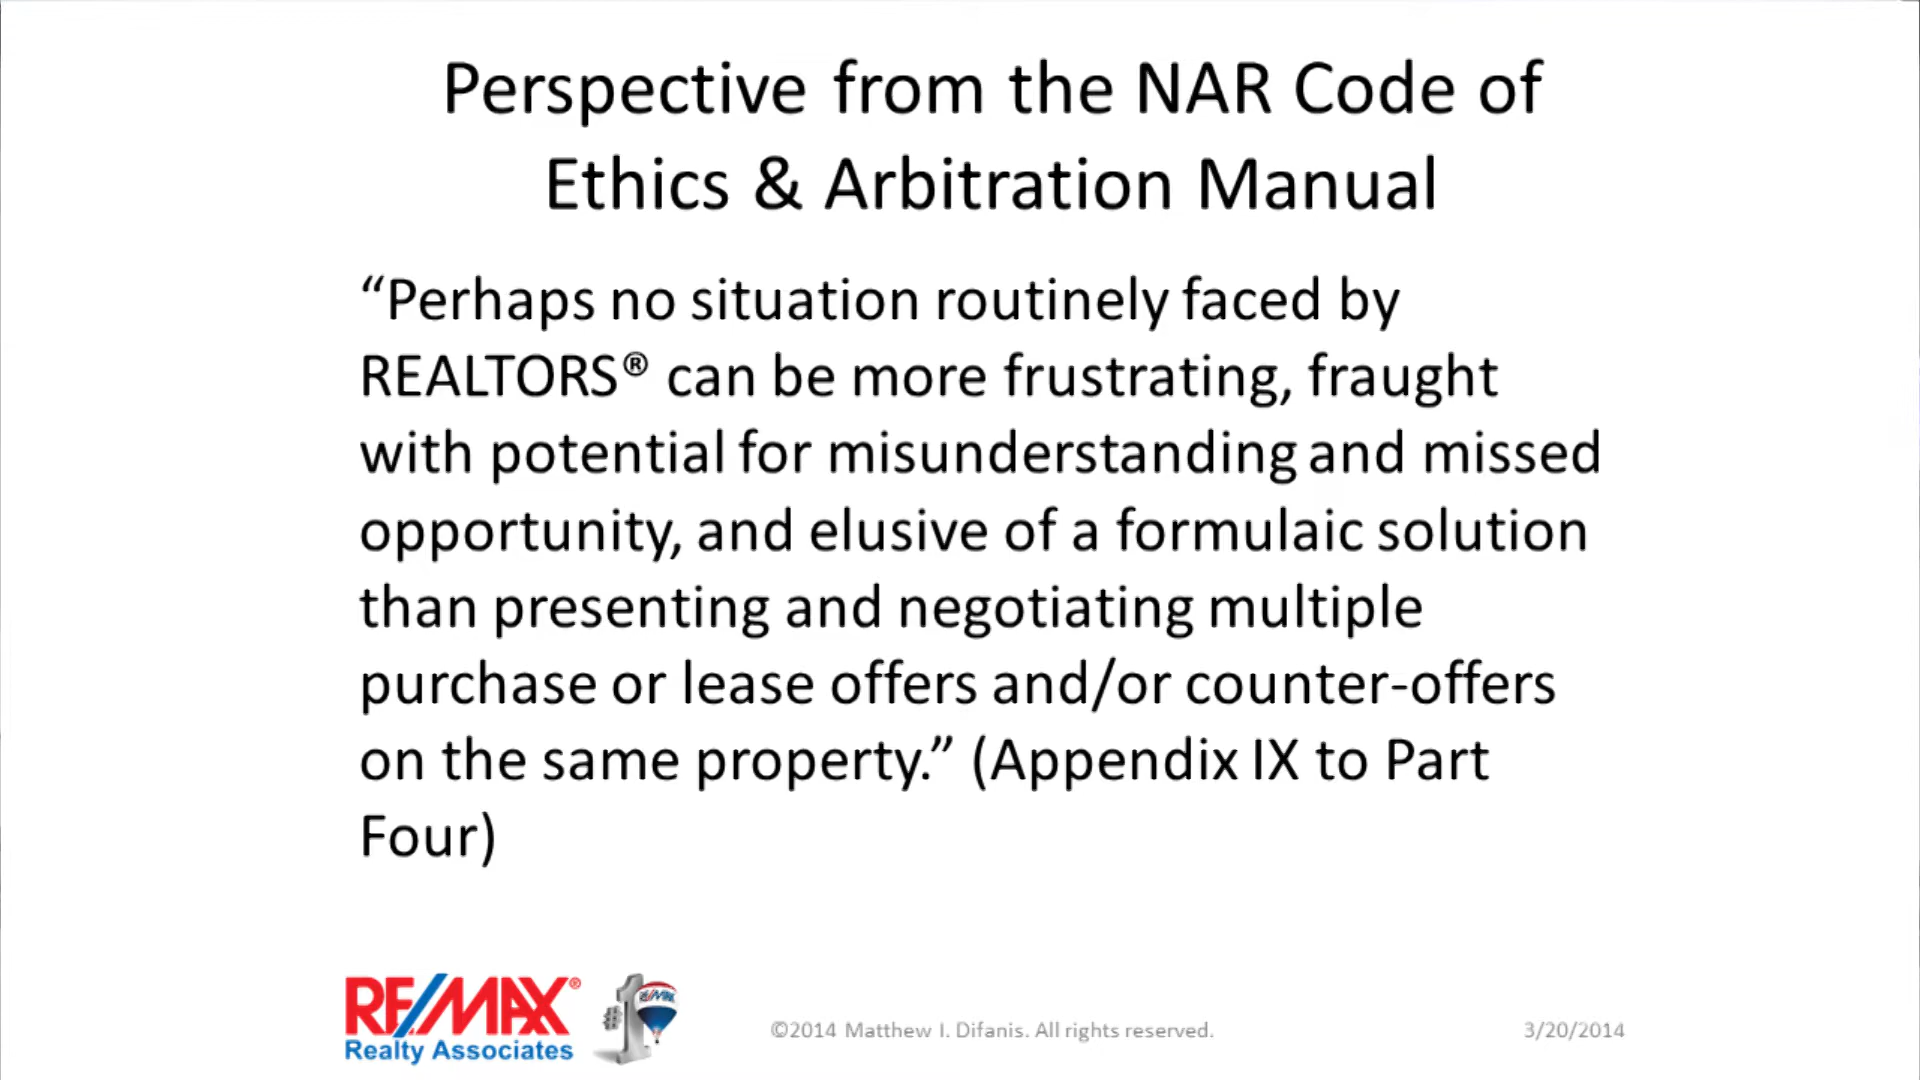 Perspective from the NAR Code of
Ethics & Arbitration Manual
“Perhaps no situation routinely faced by
REALTORS® can be more frustrating, fraught
with potential for misunderstanding and missed
opportunity, and elusive of a formulaic solution
than presenting and negotiating multiple
purchase or lease offers and/or counter-offers
on the same property.” (Appendix IX to Part
Four)
RE/MAX®
Realty Associates
#1
RE/MAX
©2014 Matthew I. Difanis. All rights reserved.
3/20/2014